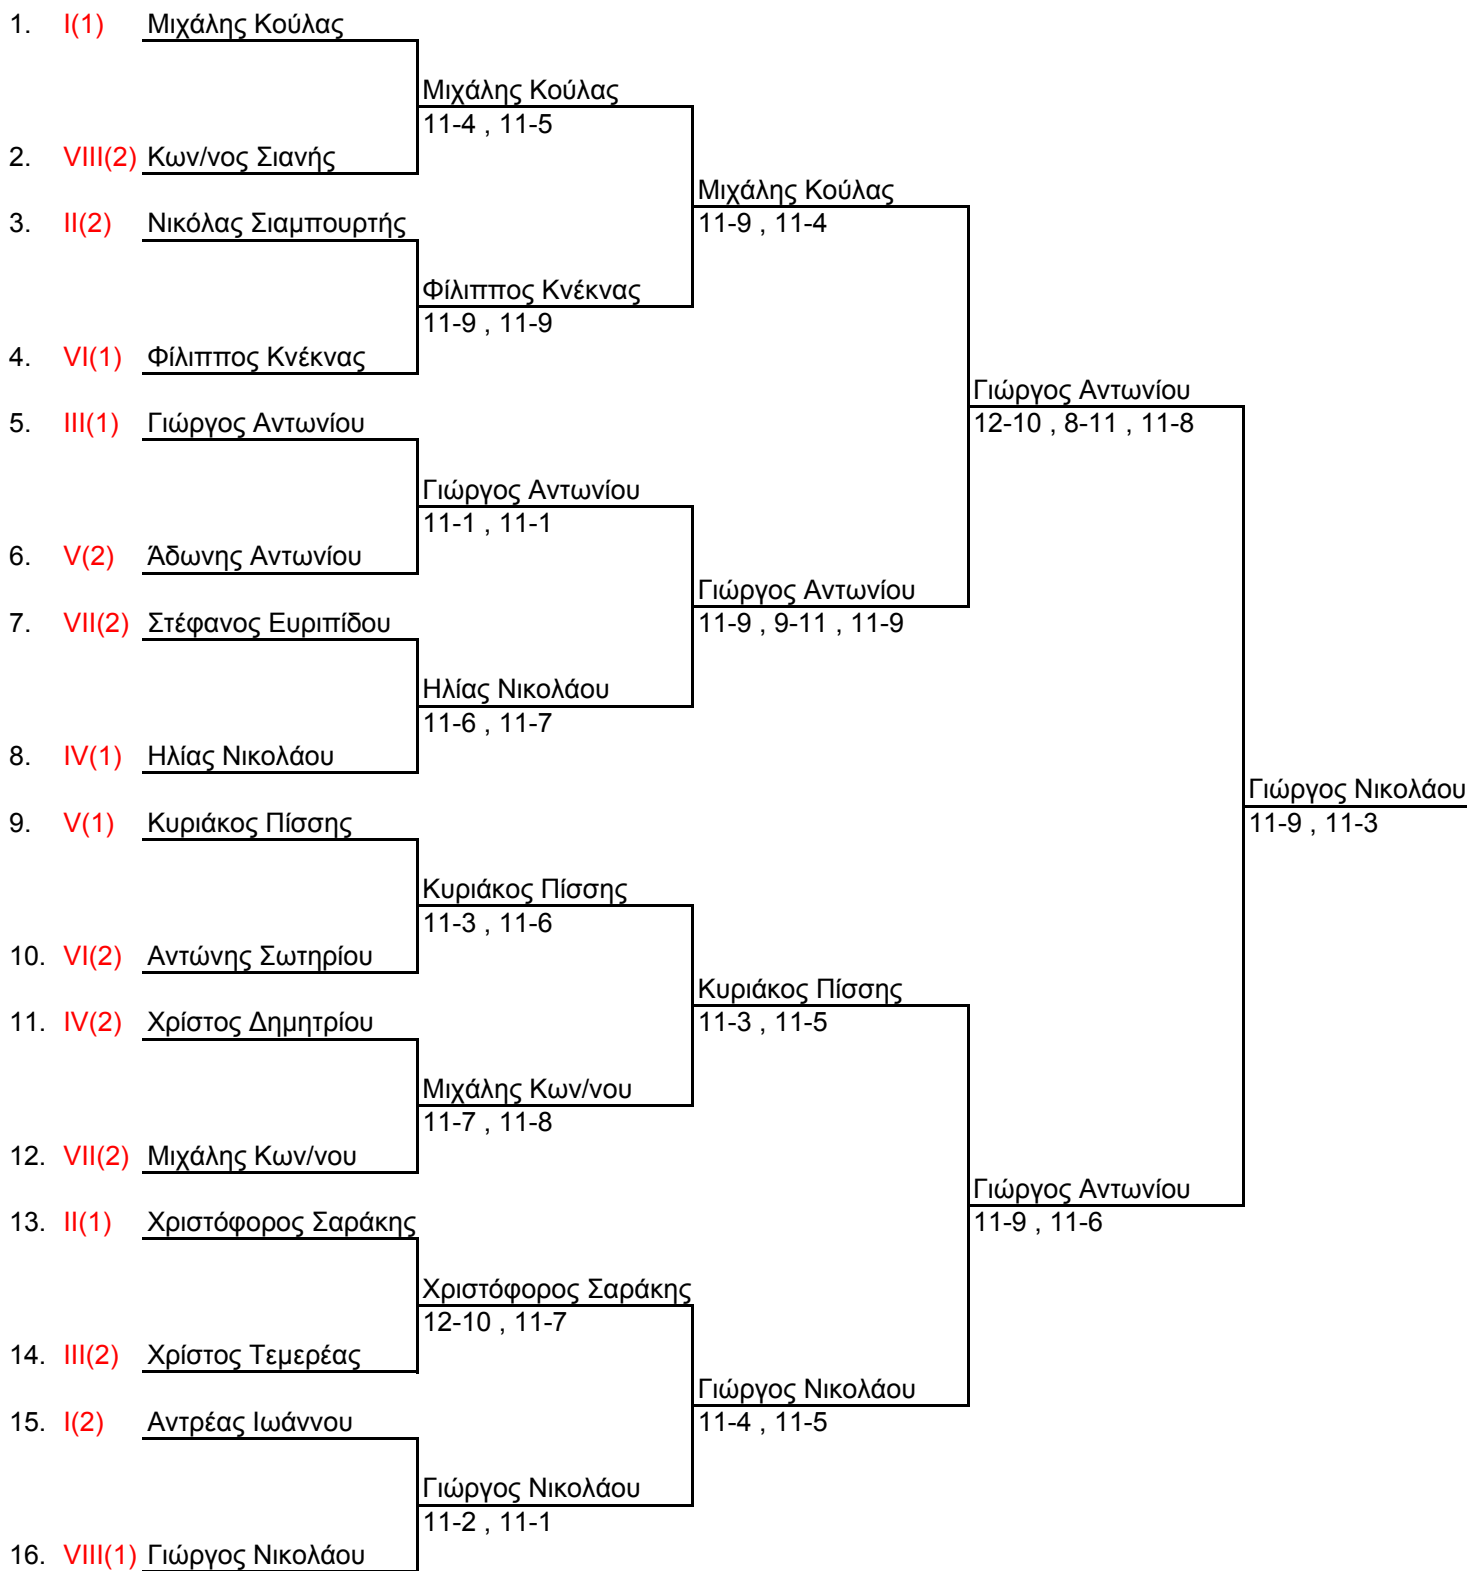 1. I(1) Μιχάλης Κούλας
Μιχάλης Κούλας
11-4 , 11-5
2. VIII(2) Κων/νος Σιανής
Μιχάλης Κούλας
11-9 , 11-4
3. II(2) Νικόλας Σιαμπουρτής
Φίλιππος Κνέκνας
11-9 , 11-9
4. VI(1) Φίλιππος Κνέκνας
Γιώργος Αντωνίου
12-10 , 8-11 , 11-8
5. III(1) Γιώργος Αντωνίου
Γιώργος Αντωνίου
11-1 , 11-1
6. V(2) Άδωνης Αντωνίου
Γιώργος Αντωνίου
11-9 , 9-11 , 11-9
7. VII(2) Στέφανος Ευριπίδου
Ηλίας Νικολάου
11-6 , 11-7
8. IV(1) Ηλίας Νικολάου
Γιώργος Νικολάου
11-9 , 11-3
9. V(1) Κυριάκος Πίσσης
Κυριάκος Πίσσης
11-3 , 11-6
10. VI(2) Αντώνης Σωτηρίου
Κυριάκος Πίσσης
11-3 , 11-5
11. IV(2) Χρίστος Δημητρίου
Μιχάλης Κων/νου
11-7 , 11-8
12. VII(2) Μιχάλης Κων/νου
Γιώργος Αντωνίου
11-9 , 11-6
13. II(1) Χριστόφορος Σαράκης
Χριστόφορος Σαράκης
12-10 , 11-7
14. III(2) Χρίστος Τεμερέας
Γιώργος Νικολάου
11-4 , 11-5
15. I(2) Αντρέας Ιωάννου
Γιώργος Νικολάου
11-2 , 11-1
16. VIII(1) Γιώργος Νικολάου